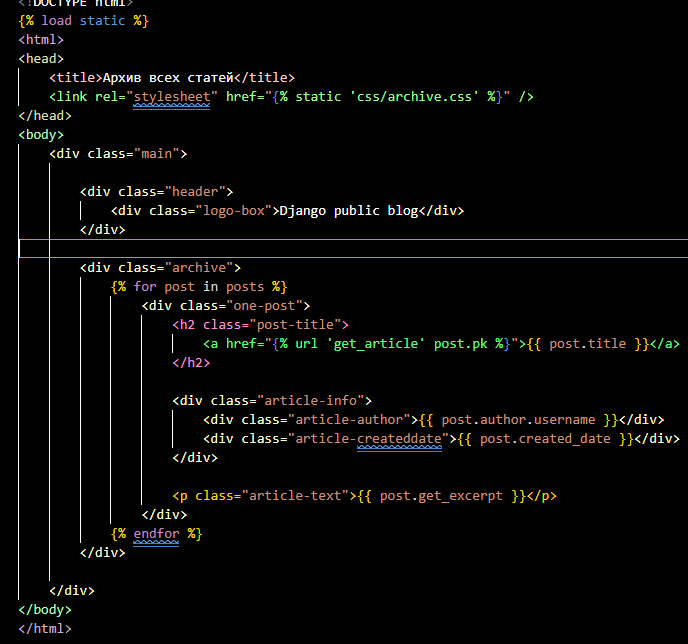 <!DOCTYPE html>
{% load static %}
<html>
<head>
<title>Архив всех статей</title>
<link rel="stylesheet" href="{% static 'css/archive.css' %}" />
</head>
<body>
<div class="main">
<div class="header">
<div class="logo-box">Django public blog</div>
</div>
<div class="archive">
{% for post in posts %}
<div class="one-post">
<h2 class="post-title">
<a href="{% url 'get_article' post.pk %}">{{ post.title }}</a>
</h2>
<div class="article-info">
<div class="article-author">{{ post.author.username }}</div>
<div class="article-createddate">{{ post.created_date }}</div>
</div>
<p class="article-text">{{ post.get_excerpt }}</p>
</div>
{% endfor %}
</div>
</div>
</body>
</html>